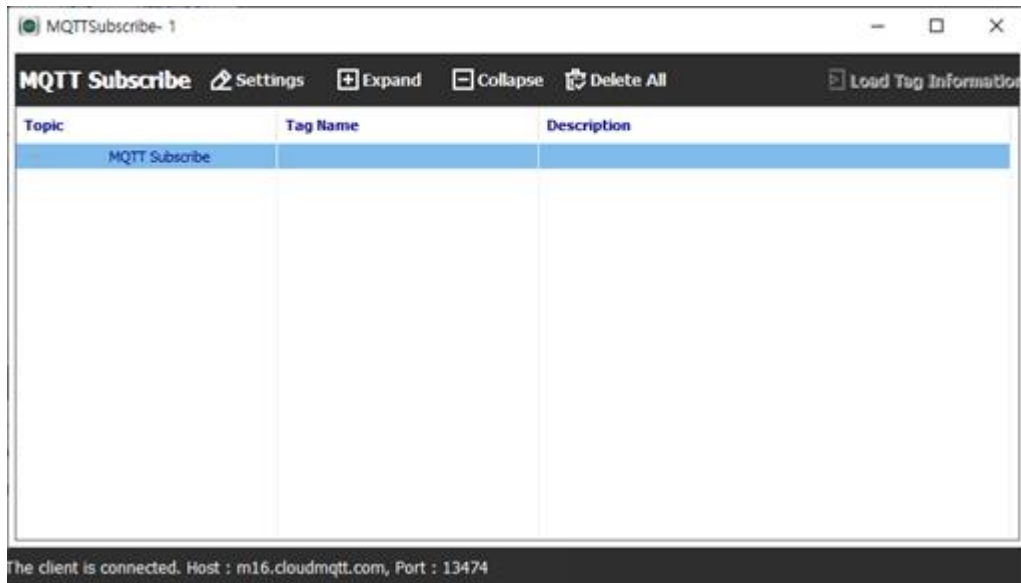 MQTTSubscribe- 1
MQTT Subscribe Settings Expand Collapse Delete All Load Tag Information
Topic Tag Name Description
MQTT Subscribe
The client is connected. Host : m16.cloudmqtt.com, Port : 13474